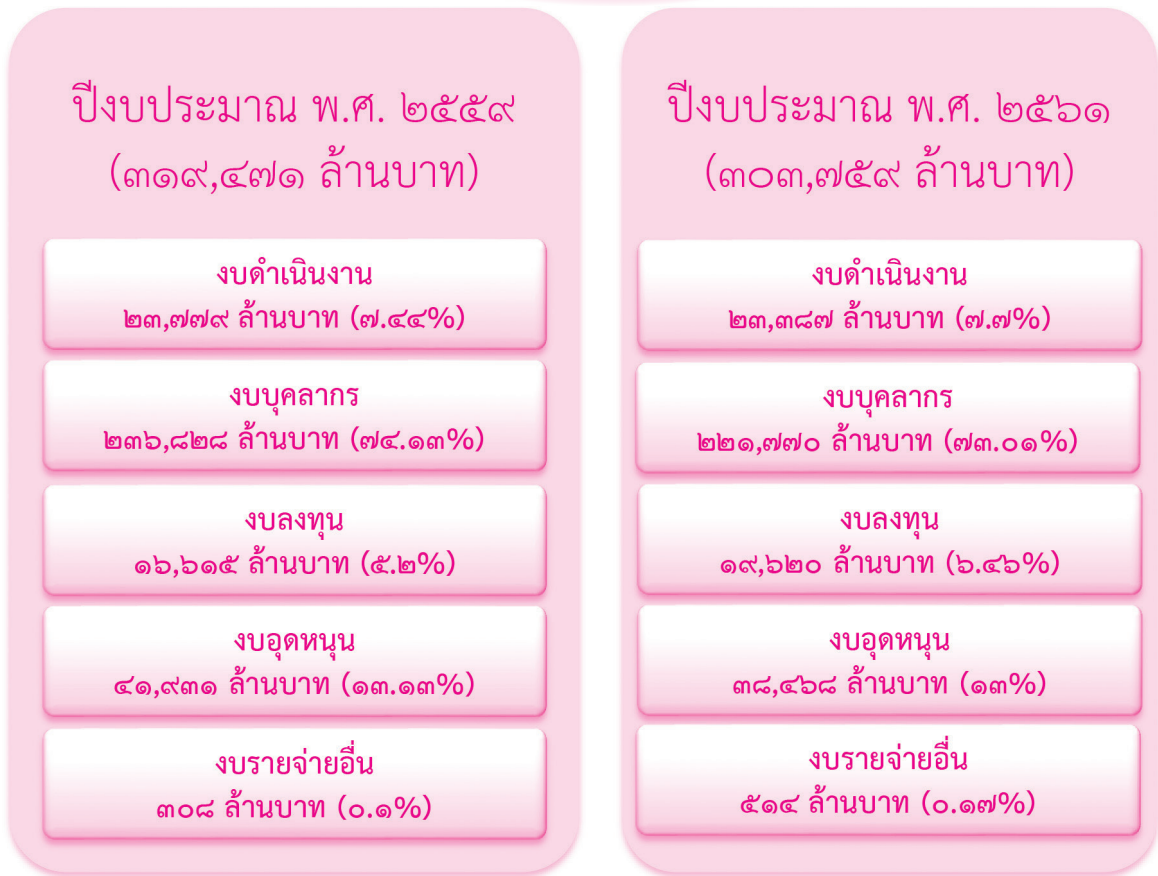 ปีงบประมาณ พ.ศ. ๒๕๕๙
(๓๑๙,๔๗๑ ล้านบาท)
งบดำเนินงาน
๒๓,๗๗๙ ล้านบาท (๗.๔๔%)
งบบุคลากร
๒๓๖,๘๒๘ ล้านบาท (๗๔.๑๓%)
งบลงทุน
๑๖,๖๑๕ ล้านบาท (๕.๒%)
งบอุดหนุน
๔๑,๙๓๑ ล้านบาท (๑๓.๑๓%)
งบรายจ่ายอื่น
๓๐๘ ล้านบาท (๐.๑%)
ปีงบประมาณ พ.ศ. ๒๕๖๑
(๓๐๓,๗๕๙ ล้านบาท)
งบดำเนินงาน
๒๓,๓๘๗ ล้านบาท (๗.๗%)
งบบุคลากร
๒๒๑,๗๗๐ ล้านบาท (๗๓.๐๑%)
งบลงทุน
๑๙,๖๒๐ ล้านบาท (๖.๔๖%)
งบอุดหนุน
๓๘,๔๖๘ ล้านบาท (๑๓%)
งบรายจ่ายอื่น
๕๑๔ ล้านบาท (๐.๑๗%)